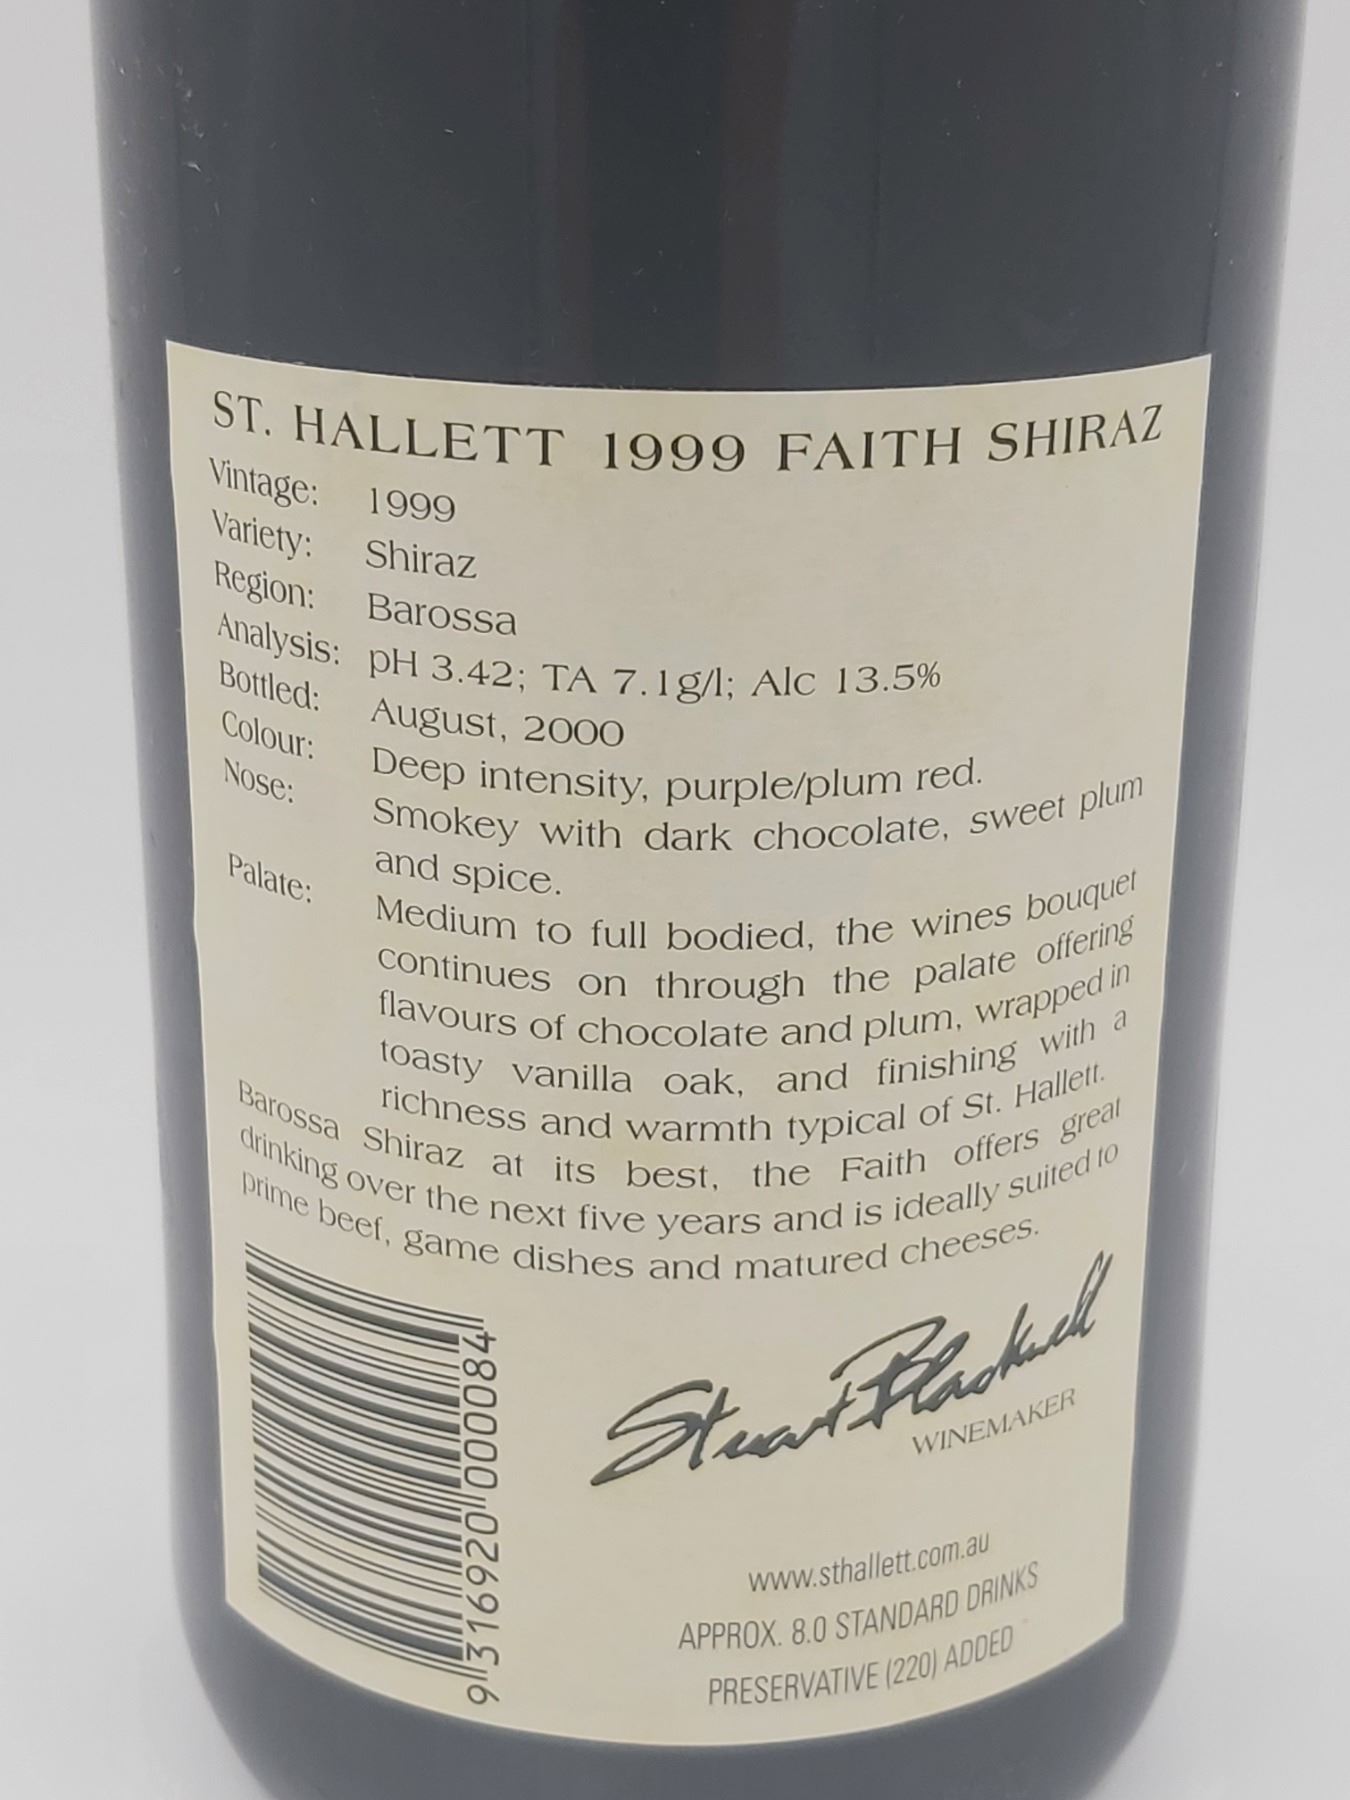 ST. HALLETT 1999 FAITH SHIRAZ
Vintage: 1999
Variety: Shiraz
Region: Barossa
Analysis: pH 3.42; TA 7.1g/l; Alc 13.5%
Bottled: August, 2000
Colour: Deep intensity, purple/plum red.
Nose: Smokey with dark chocolate, sweet plum
and spice.
Palate: Medium to full bodied, the wines bouquet
continues on through the palate offering
flavours of chocolate and plum, wrapped in
toasty vanilla oak, and finishing with a
richness and warmth typical of St. Hallett.
Barossa Shiraz at its best, the Faith offers great
drinking over the next five years and is ideally suited to
prime beef, game dishes and matured cheeses.
Stuart Blackwell
WINEMAKER
www.sthallett.com.au
APPROX. 8.0 STANDARD DRINKS
PRESERVATIVE (220) ADDED
9 316920 000084